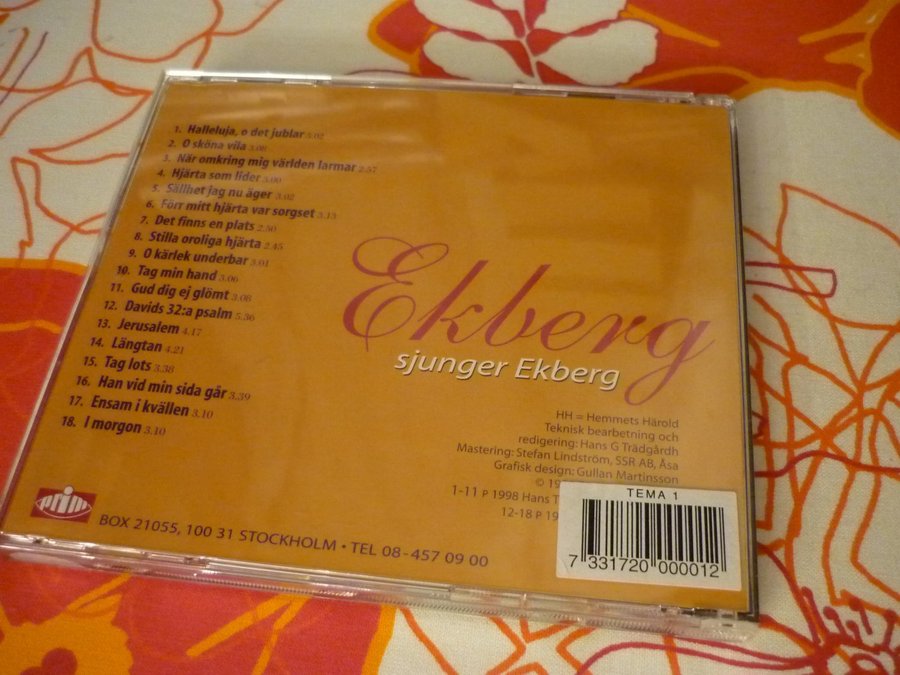 1. Halleluja, o det jublar 3.02
2. O sköna vila 3.08
3. När omkring mig världen larmar 2.57
4. Hjärta som lider 3.00
5. Sällhet jag nu äger 3.02
6. Förr mitt hjärta var sorgset 3.13
7. Det finns en plats 2.50
8. Stilla oroliga hjärta 2.45
9. O kärlek underbar 3.01
10. Tag min hand 3.06
11. Gud dig ej glömt 3.08
12. Davids 32:a psalm 5.36
13. Jerusalem 4.17
14. Längtan 4.21
15. Tag lots 3.38
16. Han vid min sida går 3.39
17. Ensam i kvällen 3.10
18. I morgon 3.10
Ekberg
sjunger Ekberg
HH = Hemmets Härold
Teknisk bearbetning och
redigering: Hans G Trädgårdh
Mastering: Stefan Lindström, SSR AB, Åsa
Grafisk design: Gullan Martinsson
© 19
1-11 P 1998 Hans T
12-18 P 19
prim
BOX 21055, 100 31 STOCKHOLM • TEL 08-457 09 00
TEMA 1
7 331720 000012